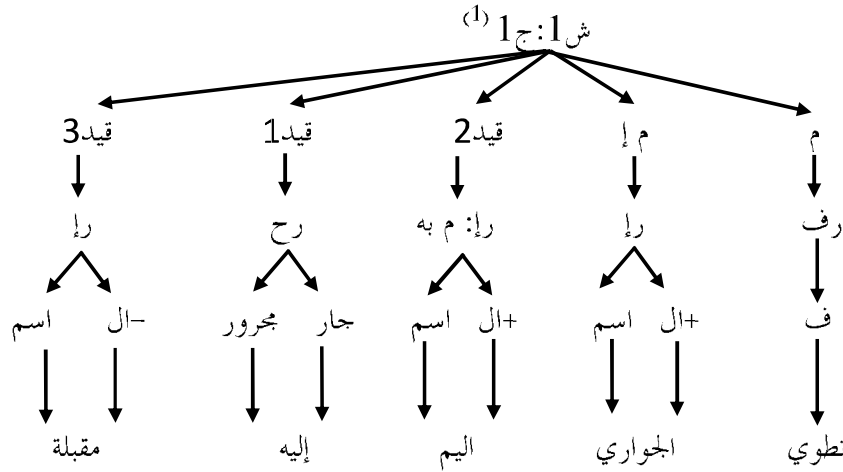 ش1:ج1 (1)
م م إ قيد2 قيد1 قيد3
رف رإ رإ: م به رح رإ
ف +ال اسم +ال اسم جار مجرور -ال اسم
تطوي الجواري اليم إليه مقبلة